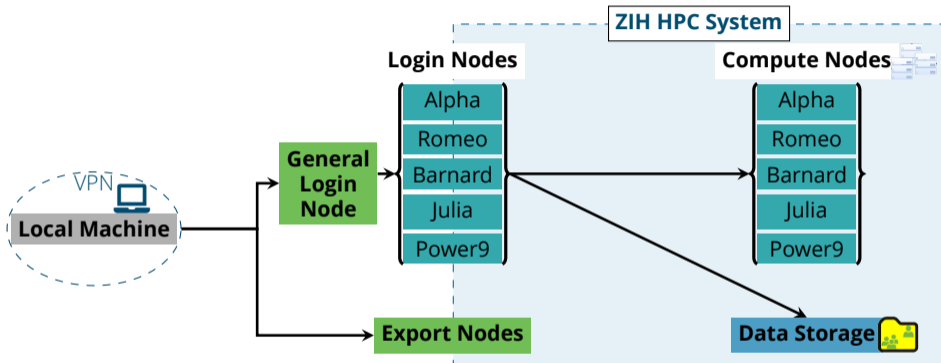 ZIH HPC System
Login Nodes
Compute Nodes
Alpha
Romeo
Barnard
Julia
Power9
Alpha
Romeo
Barnard
Julia
Power9
General
Login
Node
VPN
Local Machine
Export Nodes
Data Storage